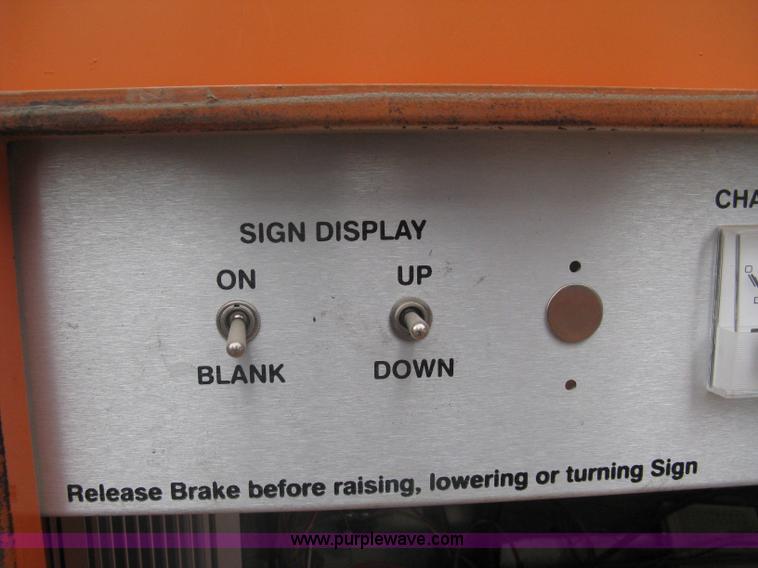 SIGN DISPLAY
ON
UP
BLANK
DOWN
Release Brake before raising, lowering or turning Sign
www.purplewave.com